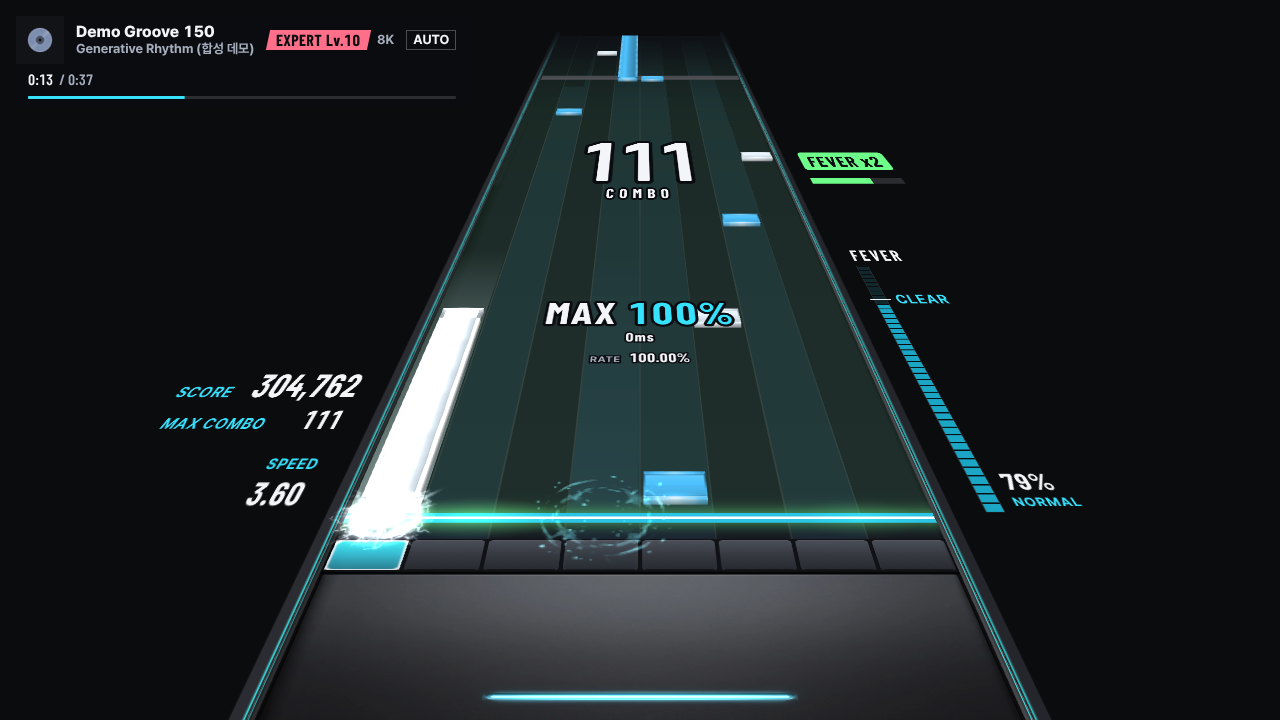 Demo Groove 150
Generative Rhythm (합성 데모)
EXPERT Lv.10
8K
AUTO
0:13 / 0:37
111
COMBO
FEVER x2
FEVER
CLEAR
MAX 100%
0ms
RATE 100.00%
SCORE 304,762
MAX COMBO 111
SPEED
3.60
79%
NORMAL